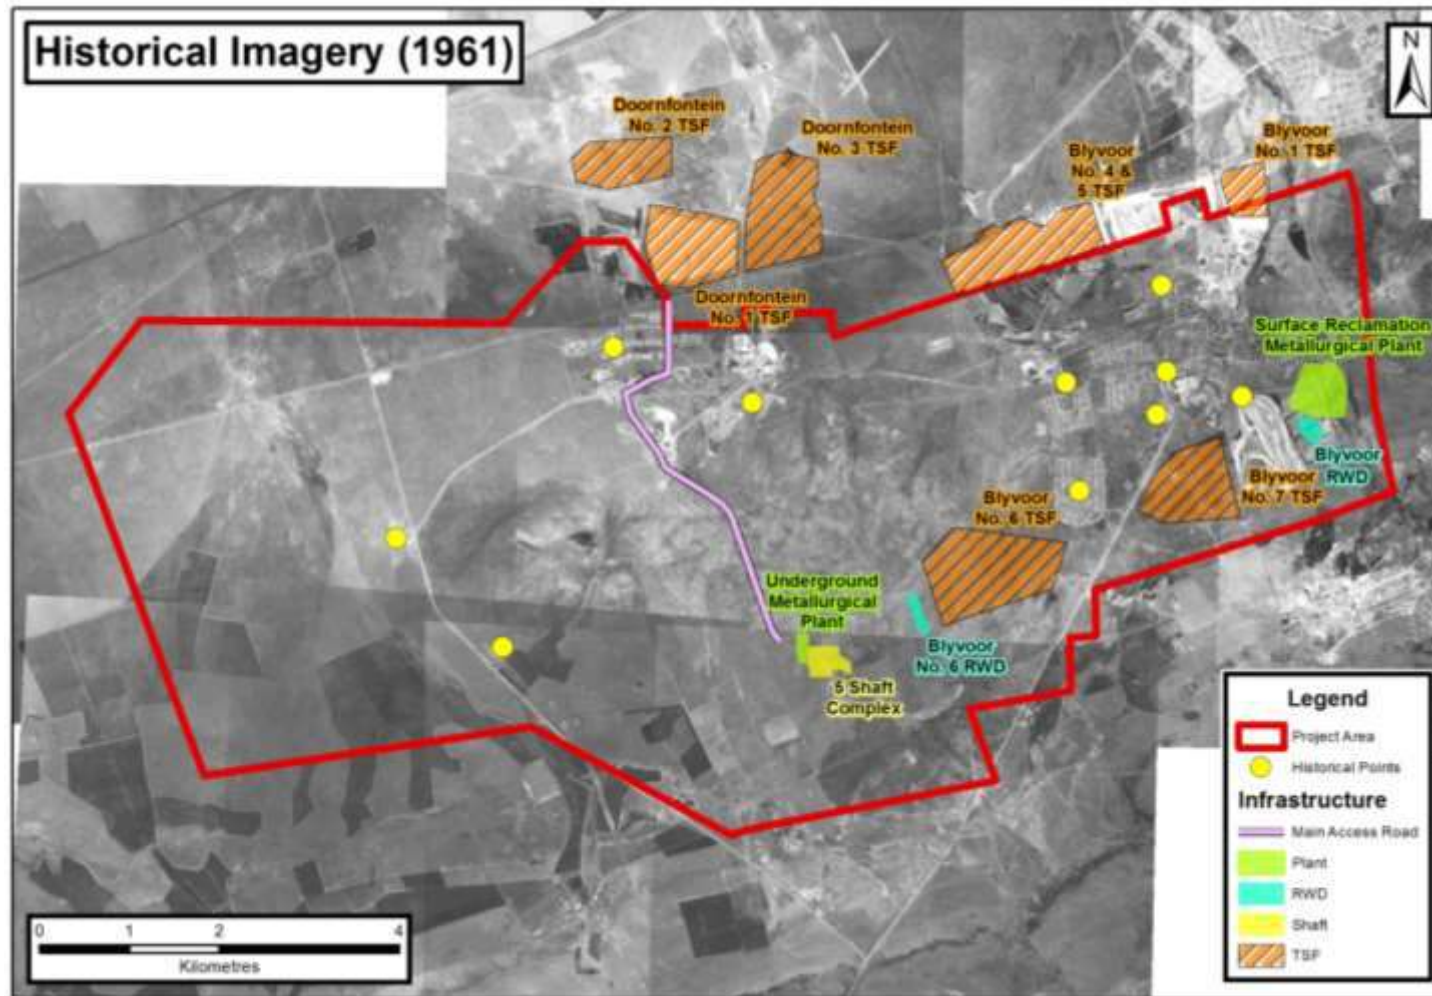 Historical Imagery (1961)
N
Doornfontein
No. 2 TSF
Doornfontein
No. 3 TSF
Blyvoor
No. 4 &
5 TSF
Blyvoor
No. 1 TSF
Doornfontein
No. 1 TSF
Surface Reclamation
Metallurgical Plant
Blyvoor
RWD
Blyvoor
No. 7 TSF
Blyvoor
No. 6 TSF
Underground
Metallurgical
Plant
Blyvoor
No. 6 RWD
5 Shaft
Complex
Legend
Project Area
Historical Points
Infrastructure
Main Access Road
Plant
RWD
Shaft
TSF
0 1 2 4
Kilometres